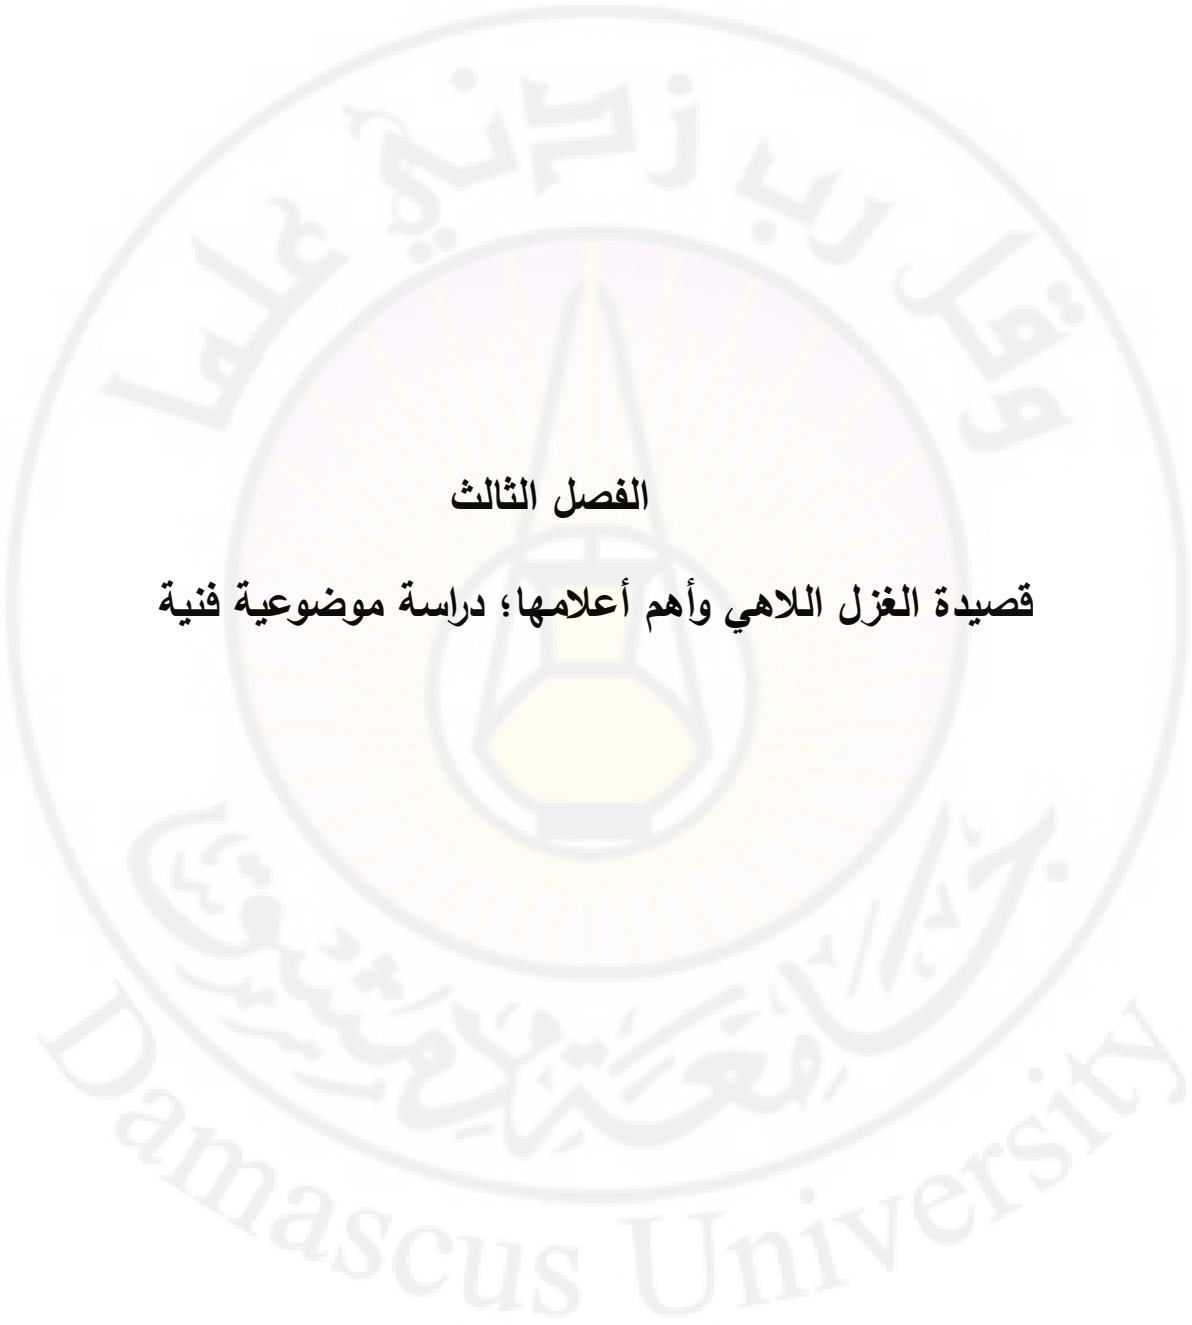 وقل رب زدني علما
الفصل الثالث
قصيدة الغزل اللاهي وأهم أعلامها؛ دراسة موضوعية فنية
جامعة دمشق
Damascus University